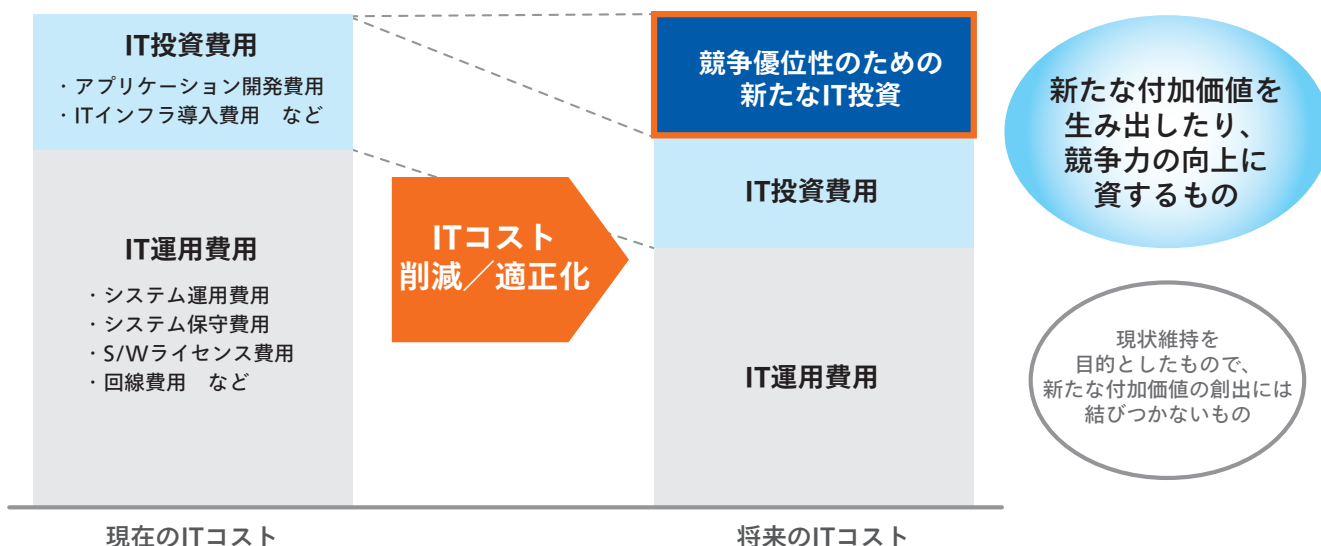 IT投資費用
・アプリケーション開発費用
・ITインフラ導入費用　など
IT運用費用
・システム運用費用
・システム保守費用
・S/Wライセンス費用
・回線費用　など
現在のITコスト
ITコスト
削減／適正化
競争優位性のための
新たなIT投資
IT投資費用
IT運用費用
将来のITコスト
新たな付加価値を
生み出したり、
競争力の向上に
資するもの
現状維持を
目的としたもので、
新たな付加価値の創出には
結びつかないもの